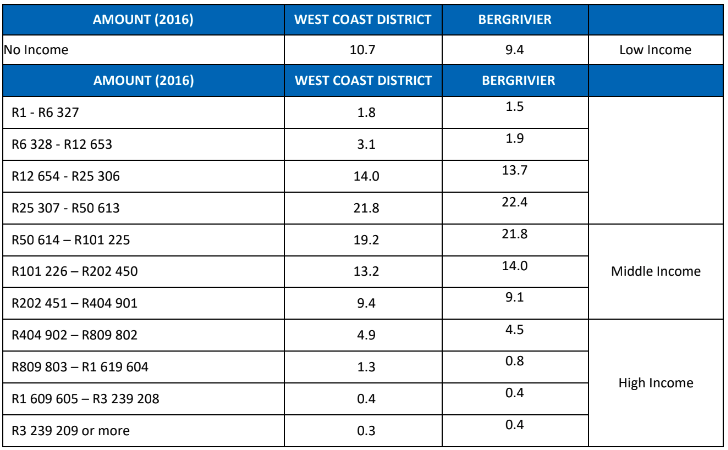 AMOUNT (2016) WEST COAST DISTRICT BERGRIVIER
No Income 10.7 9.4 Low Income
AMOUNT (2016) WEST COAST DISTRICT BERGRIVIER
R1 - R6 327 1.8 1.5
R6 328 - R12 653 3.1 1.9
R12 654 - R25 306 14.0 13.7
R25 307 - R50 613 21.8 22.4
R50 614 – R101 225 19.2 21.8
R101 226 – R202 450 13.2 14.0 Middle Income
R202 451 – R404 901 9.4 9.1
R404 902 – R809 802 4.9 4.5
R809 803 – R1 619 604 1.3 0.8
High Income
R1 609 605 – R3 239 208 0.4 0.4
R3 239 209 or more 0.3 0.4